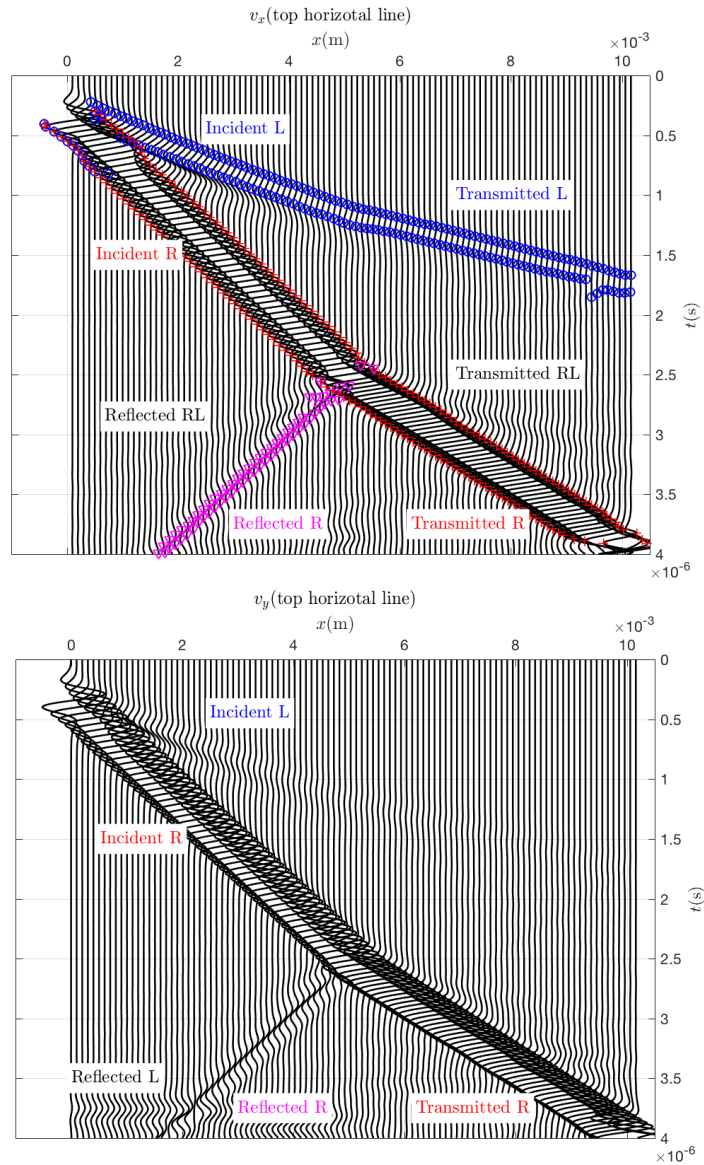 v_x(top horizotal line)
x(m)
×10⁻³
0 2 4 6 8 10
0
Incident L
0.5
Transmitted L
1
Incident R
1.5
t(s)
2
Transmitted RL
2.5
Reflected RL
3
3.5
Reflected R
Transmitted R
4
×10⁻⁶
v_y(top horizotal line)
x(m)
×10⁻³
0 2 4 6 8 10
0
Incident L
0.5
1
Incident R
1.5
t(s)
2
2.5
3
Reflected L
3.5
Reflected R
Transmitted R
4
×10⁻⁶